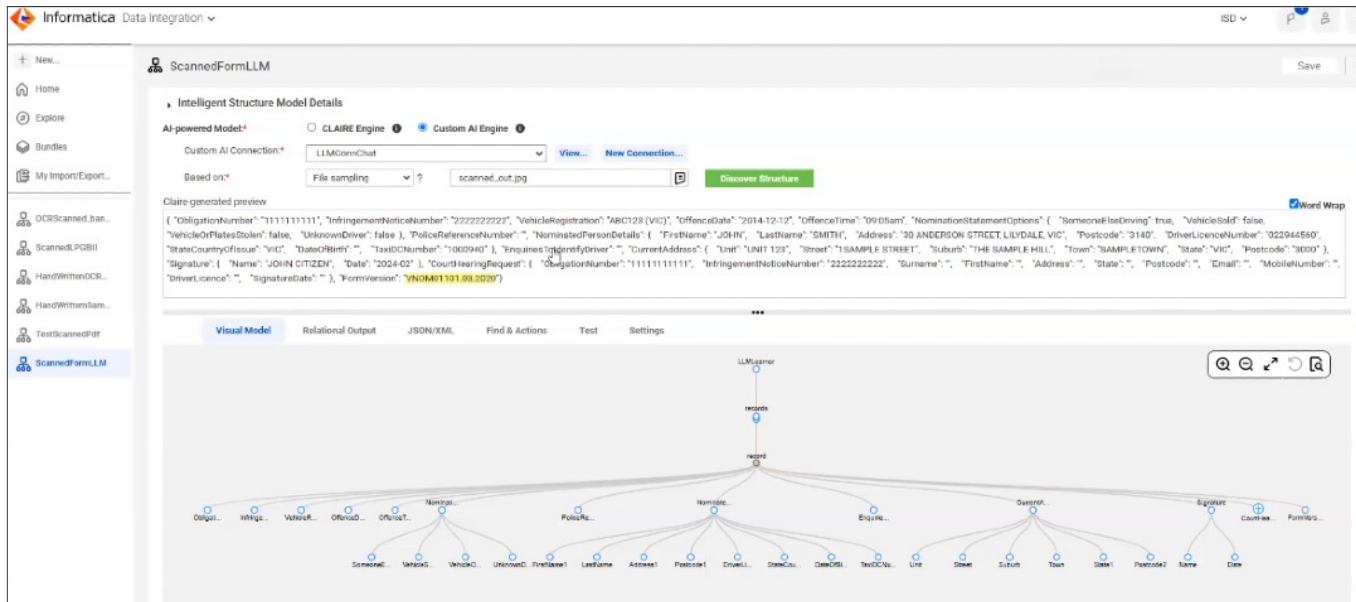 Informatica Data Integration
ISD
New...
ScannedFormLLM
Save
Home
Explore
Bundles
My Import/Export...
OCRScanned_ban...
ScannedLPGBill
HandWrittenOCR...
HandWrittenSam...
TestScannedPdf
ScannedFormLLM
Intelligent Structure Model Details
AI-powered Model:* CLAIRE Engine Custom AI Engine
Custom AI Connection:* LLMConnChat View... New Connection...
Based on:* File sampling ? scanned_out.jpg Discover Structure
Claire-generated preview Word Wrap
{ "ObligationNumber": "1111111111", "InfringementNoticeNumber": "2222222222", "VehicleRegistration": "ABC123 (VIC)", "OffenceDate": "2014-12-12", "OffenceTime": "09:05am", "NominationStatementOptions": { "SomeoneElseDriving": true, "VehicleSold": false,
"VehicleOrPlatesStolen": false, "UnknownDriver": false }, "PoliceReferenceNumber": "", "NominatedPersonDetails": { "FirstName": "JOHN", "LastName": "SMITH", "Address": "30 ANDERSON STREET, LILYDALE, VIC", "Postcode": "3140", "DriverLicenceNumber": "022944560",
"StateCountryOfIssue": "VIC", "DateOfBirth": "", "TaxiDCNumber": "1000940" }, "EnquiriesToIdentifyDriver": "", "CurrentAddress": { "Unit": "UNIT 123", "Street": "1SAMPLE STREET", "Suburb": "THE SAMPLE HILL", "Town": "SAMPLETOWN", "State": "VIC", "Postcode": "3000" },
"Signature": { "Name": "JOHN CITIZEN", "Date": "2024-02" }, "CourtHearingRequest": { "ObligationNumber": "11111111111", "InfringementNoticeNumber": "2222222222", "Surname": "", "FirstName": "", "Address": "", "State": "", "Postcode": "", "Email": "", "MobileNumber": "",
"DriverLicence": "", "SignatureDate": "" }, "FormVersion": "VNOM01101.03.2020"}
Visual Model Relational Output JSON/XML Find & Actions Test Settings
LLMLearner
records
record
Nominat... Nominate... CurrentA... Signature
Obligat... Infringe... VehicleR... OffenceD... OffenceT... PoliceRe... Enquirie... CourtHea... FormVers...
SomeoneE... VehicleS... VehicleO... UnknownD... FirstName1 LastName Address1 Postcode1 DriverLi... StateCou... DateOfBi... TaxiDCNu... Unit Street Suburb Town State1 Postcode2 Name Date